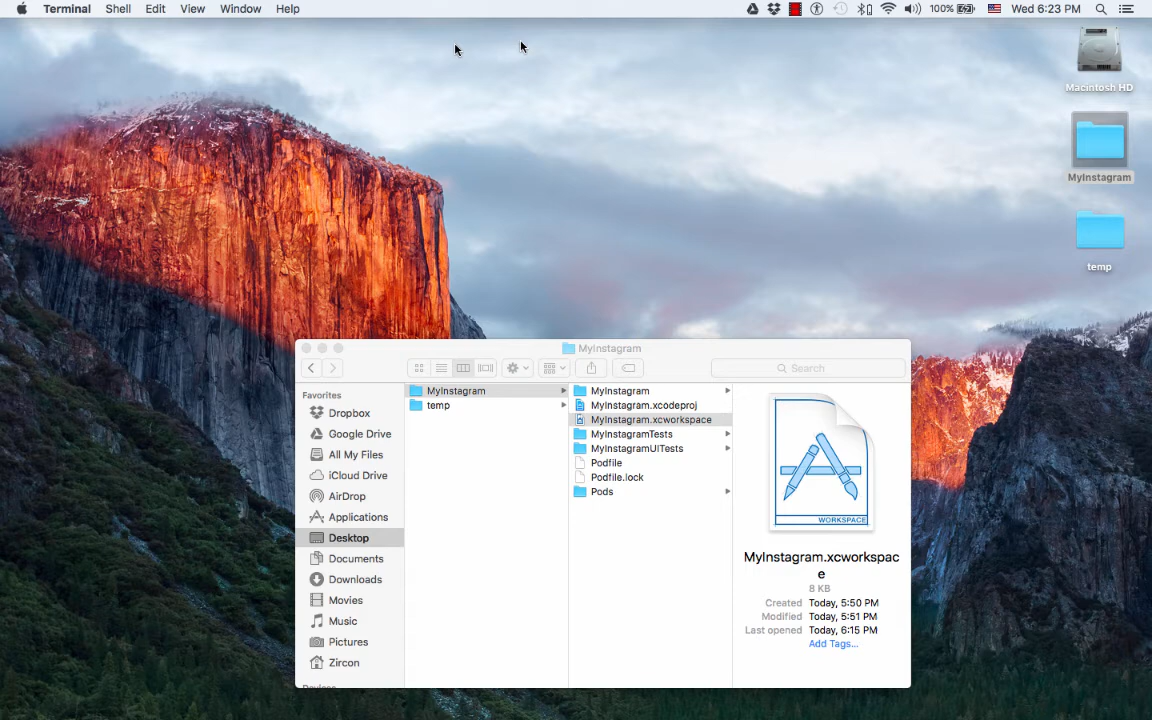 Terminal Shell Edit View Window Help 100% Wed 6:23 PM
Macintosh HD
MyInstagram
temp
MyInstagram
Search
Favorites
Dropbox
Google Drive
All My Files
iCloud Drive
AirDrop
Applications
Desktop
Documents
Downloads
Movies
Music
Pictures
Zircon
Devices
MyInstagram
temp
MyInstagram
MyInstagram.xcodeproj
MyInstagram.xcworkspace
MyInstagramTests
MyInstagramUITests
Podfile
Podfile.lock
Pods
WORKSPACE
MyInstagram.xcworkspac
e
8 KB
Created Today, 5:50 PM
Modified Today, 5:51 PM
Last opened Today, 6:15 PM
Add Tags...